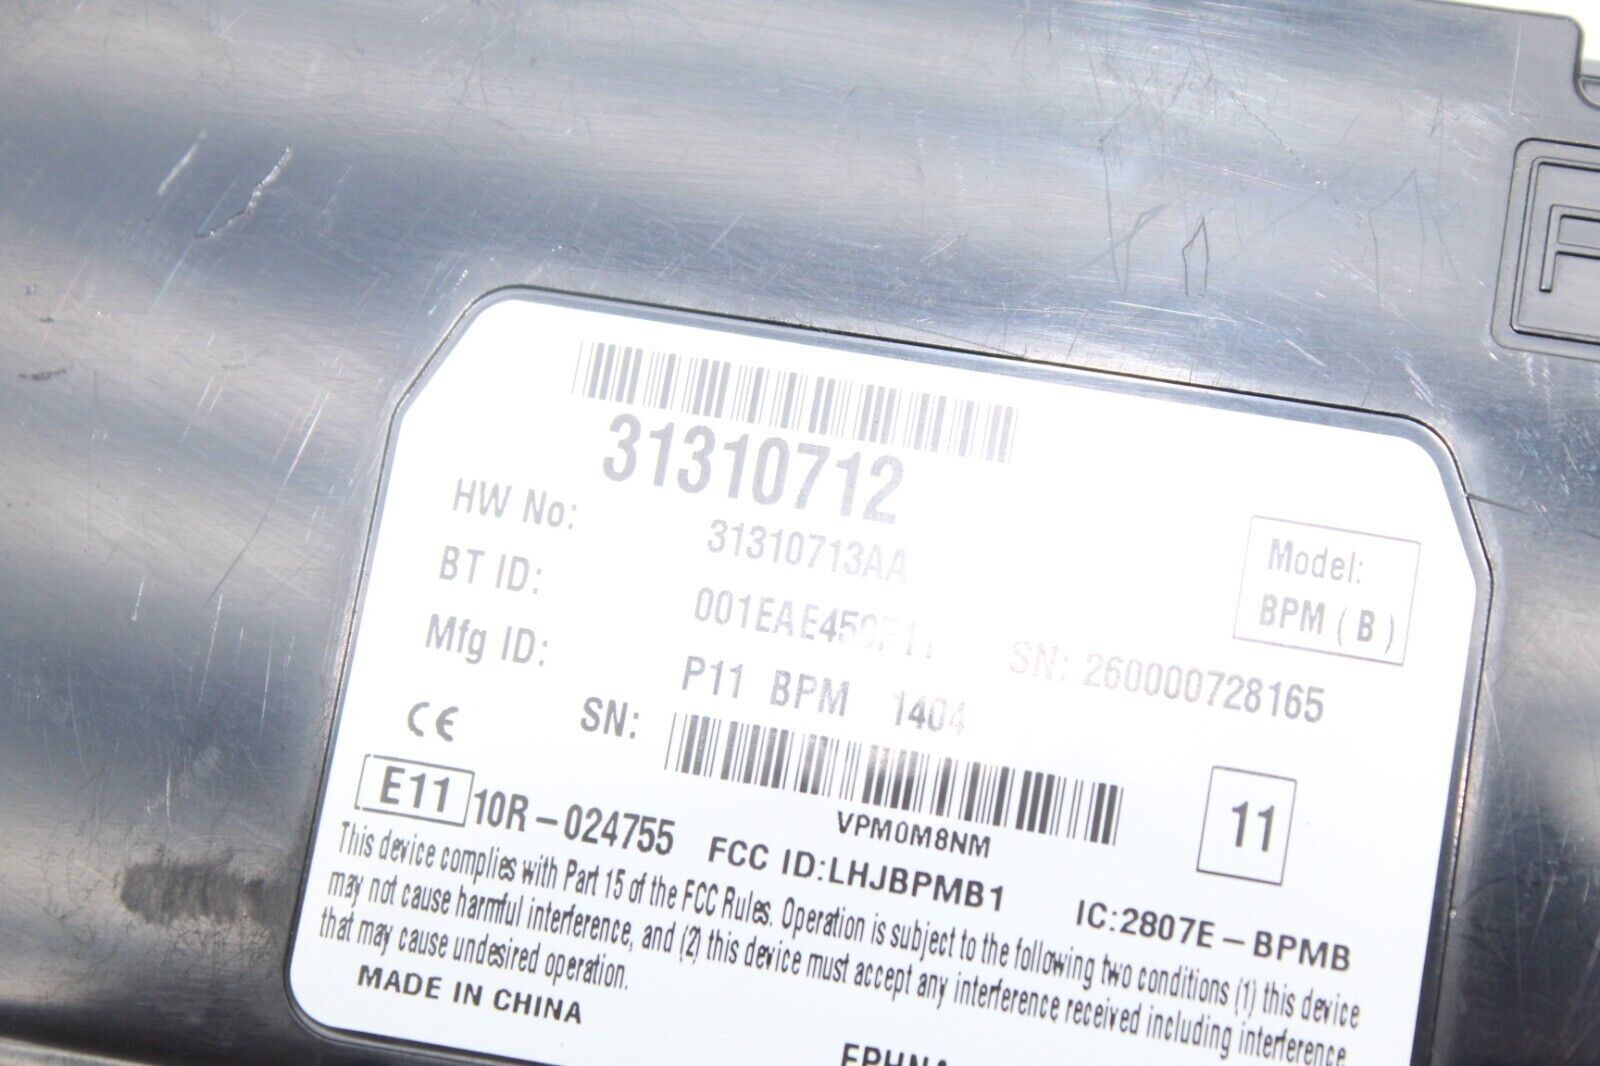 31310712
HW No: 31310713AA
BT ID: SN: 260000728165
Mfg ID: P11 BPM 1404
Model:
BPM ( B )
CE SN:
VPM0M8NM
11
E11 10R-024755 FCC ID:LHJBPMB1 IC:2807E-BPMB
This device complies with Part 15 of the FCC Rules. Operation is subject to the following two conditions (1) this device
may not cause harmful interference, and (2) this device must accept any interference received including interference
that may cause undesired operation.
MADE IN CHINA